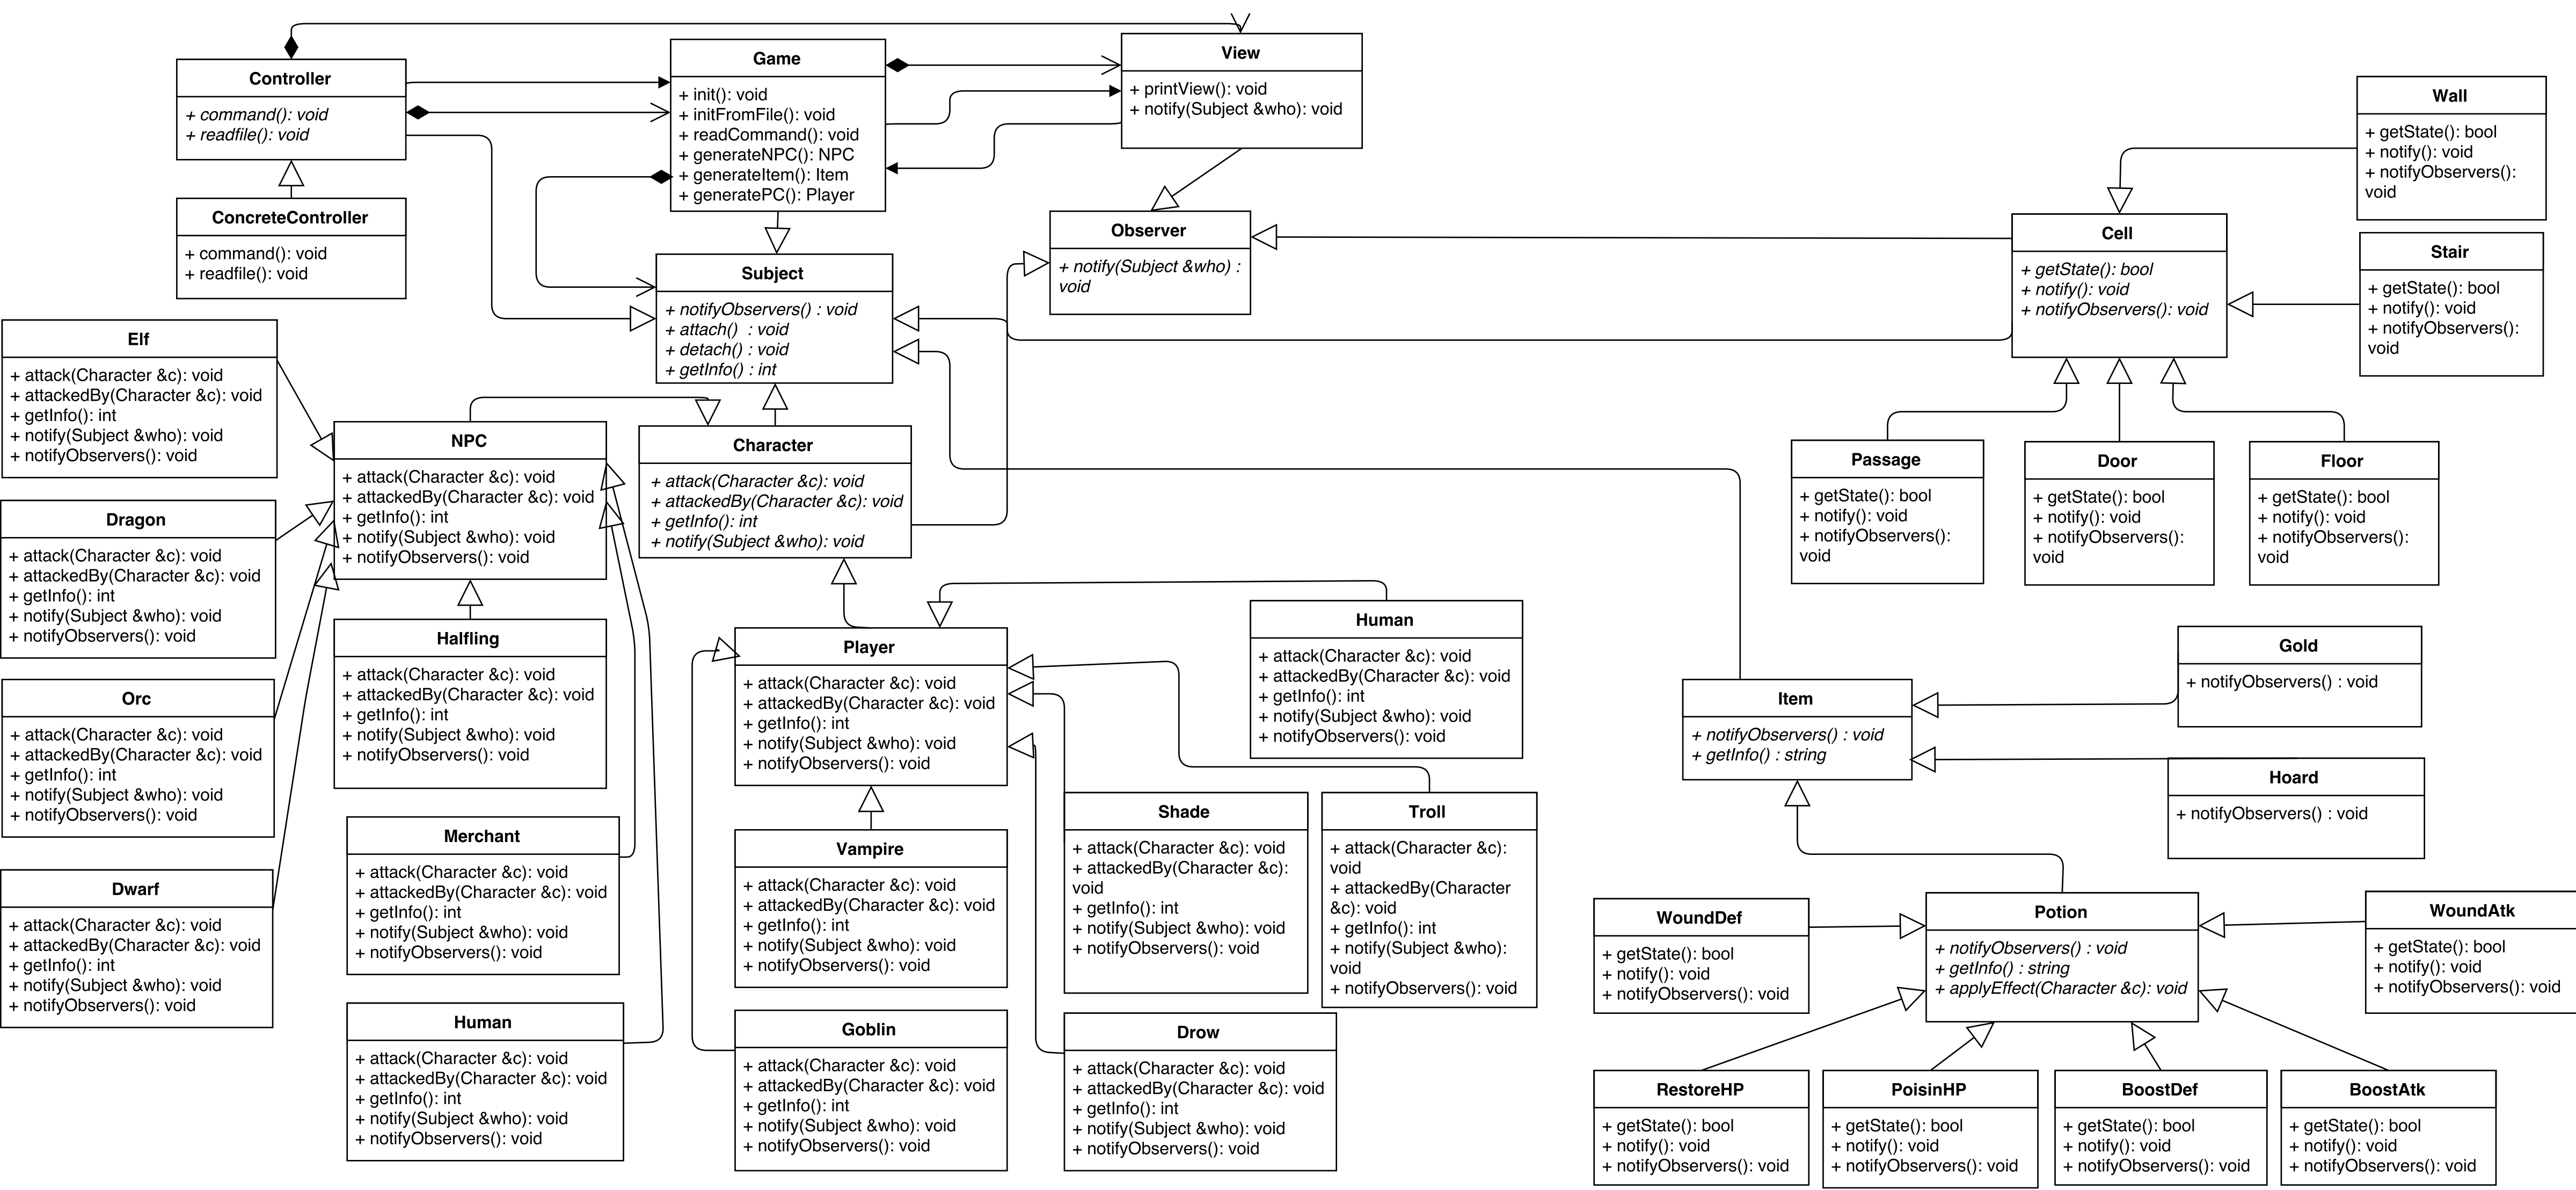 Controller
+ command(): void
+ readfile(): void
ConcreteController
+ command(): void
+ readfile(): void
Game
+ init(): void
+ initFromFile(): void
+ readCommand(): void
+ generateNPC(): NPC
+ generateItem(): Item
+ generatePC(): Player
View
+ printView(): void
+ notify(Subject &who): void
Subject
+ notifyObservers() : void
+ attach() : void
+ detach() : void
+ getInfo() : int
Observer
+ notify(Subject &who) :
void
Cell
+ getState(): bool
+ notify(): void
+ notifyObservers(): void
Wall
+ getState(): bool
+ notify(): void
+ notifyObservers():
void
Stair
+ getState(): bool
+ notify(): void
+ notifyObservers():
void
Passage
+ getState(): bool
+ notify(): void
+ notifyObservers():
void
Door
+ getState(): bool
+ notify(): void
+ notifyObservers():
void
Floor
+ getState(): bool
+ notify(): void
+ notifyObservers():
void
Elf
+ attack(Character &c): void
+ attackedBy(Character &c): void
+ getInfo(): int
+ notify(Subject &who): void
+ notifyObservers(): void
Dragon
+ attack(Character &c): void
+ attackedBy(Character &c): void
+ getInfo(): int
+ notify(Subject &who): void
+ notifyObservers(): void
Orc
+ attack(Character &c): void
+ attackedBy(Character &c): void
+ getInfo(): int
+ notify(Subject &who): void
+ notifyObservers(): void
Dwarf
+ attack(Character &c): void
+ attackedBy(Character &c): void
+ getInfo(): int
+ notify(Subject &who): void
+ notifyObservers(): void
NPC
+ attack(Character &c): void
+ attackedBy(Character &c): void
+ getInfo(): int
+ notify(Subject &who): void
+ notifyObservers(): void
Halfling
+ attack(Character &c): void
+ attackedBy(Character &c): void
+ getInfo(): int
+ notify(Subject &who): void
+ notifyObservers(): void
Merchant
+ attack(Character &c): void
+ attackedBy(Character &c): void
+ getInfo(): int
+ notify(Subject &who): void
+ notifyObservers(): void
Human
+ attack(Character &c): void
+ attackedBy(Character &c): void
+ getInfo(): int
+ notify(Subject &who): void
+ notifyObservers(): void
Character
+ attack(Character &c): void
+ attackedBy(Character &c): void
+ getInfo(): int
+ notify(Subject &who): void
Player
+ attack(Character &c): void
+ attackedBy(Character &c): void
+ getInfo(): int
+ notify(Subject &who): void
+ notifyObservers(): void
Human
+ attack(Character &c): void
+ attackedBy(Character &c): void
+ getInfo(): int
+ notify(Subject &who): void
+ notifyObservers(): void
Vampire
+ attack(Character &c): void
+ attackedBy(Character &c): void
+ getInfo(): int
+ notify(Subject &who): void
+ notifyObservers(): void
Shade
+ attack(Character &c): void
+ attackedBy(Character &c):
void
+ getInfo(): int
+ notify(Subject &who): void
+ notifyObservers(): void
Troll
+ attack(Character &c):
void
+ attackedBy(Character
&c): void
+ getInfo(): int
+ notify(Subject &who):
void
+ notifyObservers(): void
Goblin
+ attack(Character &c): void
+ attackedBy(Character &c): void
+ getInfo(): int
+ notify(Subject &who): void
+ notifyObservers(): void
Drow
+ attack(Character &c): void
+ attackedBy(Character &c): void
+ getInfo(): int
+ notify(Subject &who): void
+ notifyObservers(): void
Item
+ notifyObservers() : void
+ getInfo() : string
Gold
+ notifyObservers() : void
Hoard
+ notifyObservers() : void
Potion
+ notifyObservers() : void
+ getInfo() : string
+ applyEffect(Character &c): void
WoundDef
+ getState(): bool
+ notify(): void
+ notifyObservers(): void
WoundAtk
+ getState(): bool
+ notify(): void
+ notifyObservers(): void
RestoreHP
+ getState(): bool
+ notify(): void
+ notifyObservers(): void
PoisinHP
+ getState(): bool
+ notify(): void
+ notifyObservers(): void
BoostDef
+ getState(): bool
+ notify(): void
+ notifyObservers(): void
BoostAtk
+ getState(): bool
+ notify(): void
+ notifyObservers(): void